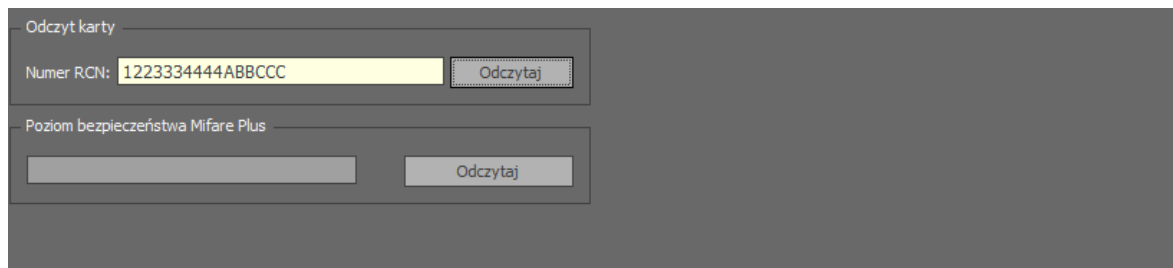 Odczyt karty
Numer RCN: 1223334444ABBCCC Odczytaj
Poziom bezpieczeństwa Mifare Plus
Odczytaj